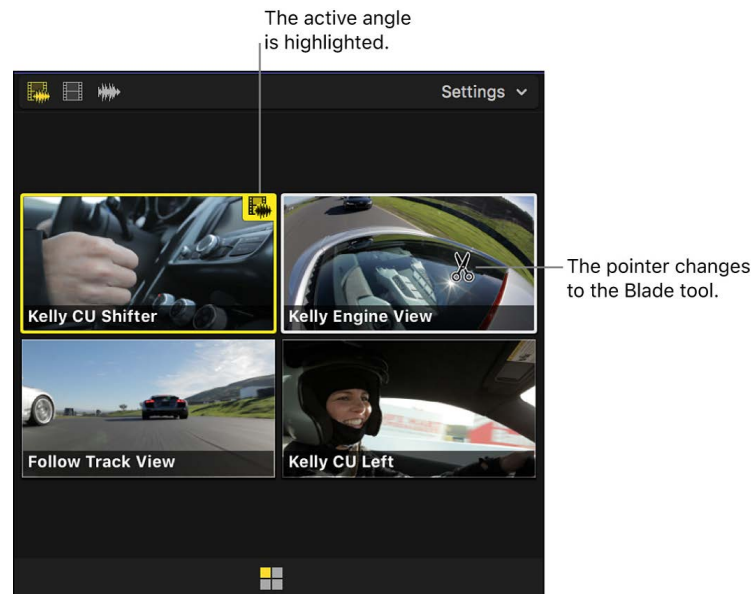 The active angle
is highlighted.
Settings
Kelly CU Shifter
Kelly Engine View
The pointer changes
to the Blade tool.
Follow Track View
Kelly CU Left